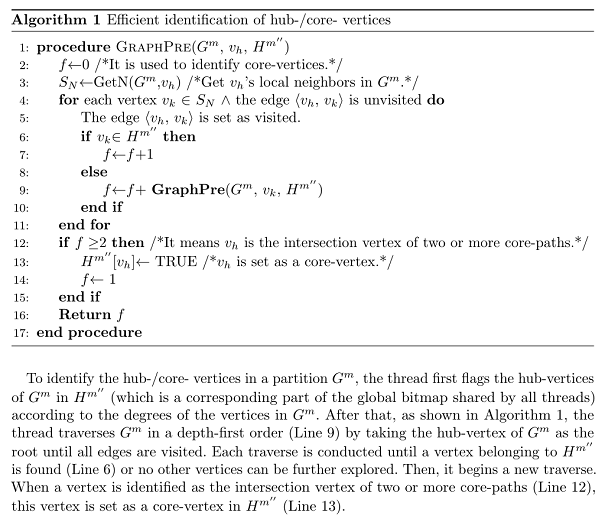 Algorithm 1 Efficient identification of hub-/core- vertices
1: procedure GRAPHPRE(G^m, v_h, H^{m''})
2: f←0 /*It is used to identify core-vertices.*/
3: S_N←GetN(G^m,v_h) /*Get v_h's local neighbors in G^m.*/
4: for each vertex v_k ∈ S_N ∧ the edge ⟨v_h, v_k⟩ is unvisited do
5: The edge ⟨v_h, v_k⟩ is set as visited.
6: if v_k∈ H^{m''} then
7: f←f+1
8: else
9: f←f+ GraphPre(G^m, v_k, H^{m''})
10: end if
11: end for
12: if f ≥2 then /*It means v_h is the intersection vertex of two or more core-paths.*/
13: H^{m''}[v_h]← TRUE /*v_h is set as a core-vertex.*/
14: f← 1
15: end if
16: Return f
17: end procedure
To identify the hub-/core- vertices in a partition G^m, the thread first flags the hub-vertices
of G^m in H^{m''} (which is a corresponding part of the global bitmap shared by all threads)
according to the degrees of the vertices in G^m. After that, as shown in Algorithm 1, the
thread traverses G^m in a depth-first order (Line 9) by taking the hub-vertex of G^m as the
root until all edges are visited. Each traverse is conducted until a vertex belonging to H^{m''}
is found (Line 6) or no other vertices can be further explored. Then, it begins a new traverse.
When a vertex is identified as the intersection vertex of two or more core-paths (Line 12),
this vertex is set as a core-vertex in H^{m''} (Line 13).